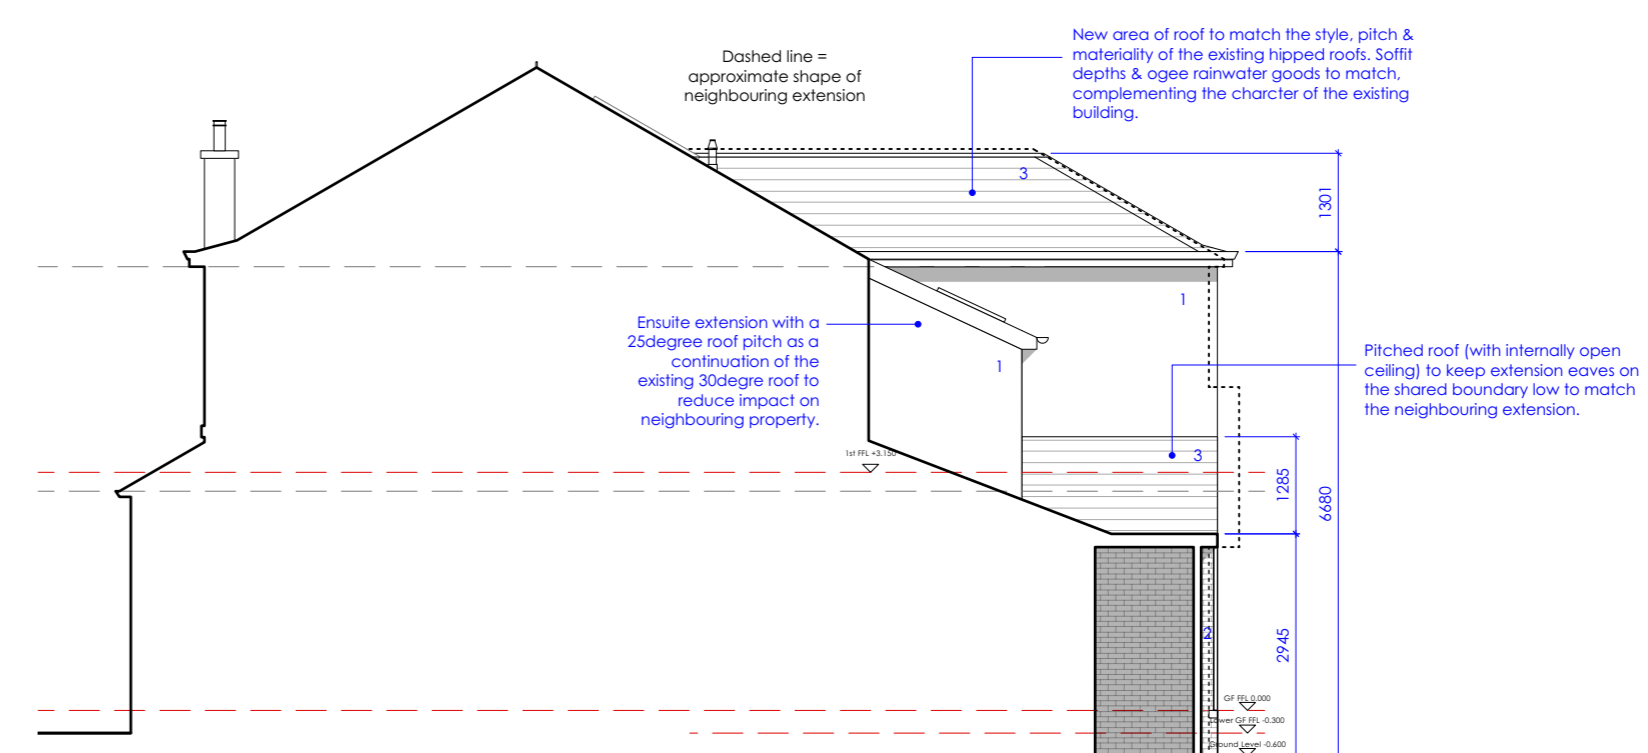 Dashed line =
approximate shape of
neighbouring extension
New area of roof to match the style, pitch &
materiality of the existing hipped roofs. Soffit
depths & ogee rainwater goods to match,
complementing the charcter of the existing
building.
3
1301
1
Ensuite extension with a
25degree roof pitch as a
continuation of the
existing 30degre roof to
reduce impact on
neighbouring property.
1
Pitched roof (with internally open
ceiling) to keep extension eaves on
the shared boundary low to match
the neighbouring extension.
1st FFL +3.150
3
1285
6680
2
2945
GF FFL 0.000
Lower GF FFL -0.300
Ground Level -0.600